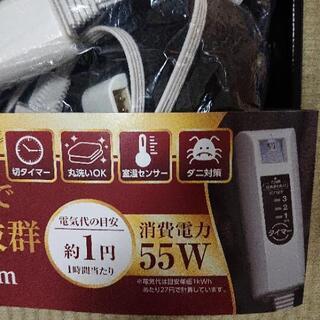 切タイマー
丸洗いOK
室温センサー
ダニ対策
で
抜群
m
電気代の目安
約1円
1時間当たり
消費電力
55W
※電気代は目安単価1kWh
あたり27円で計算しています。
3
2
1
タイマー